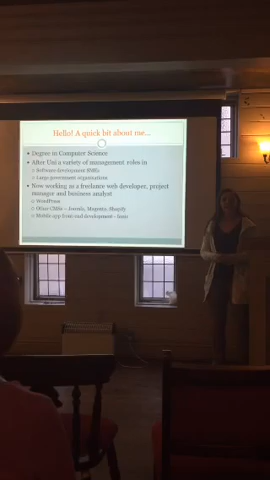 Hello! A quick bit about me...
Degree in Computer Science
After Uni a variety of management roles in
Software development (SME)
Large government organisations
Now working as a freelance web developer, project
manager and business analyst
WordPress
Other CMSs – Joomla, Magento, Shopify
Mobile app front end development -